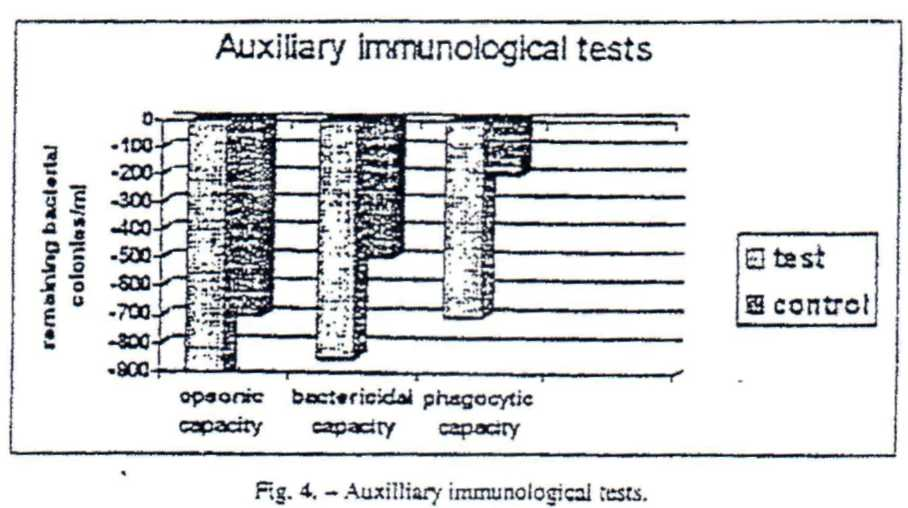 Auxiliary immunological tests
0
-100
-200
-300
-400
-500
-600
-700
-800
-900
remaining bacterial
colonies/ml
opsonic
capacity
bactericidal
capacity
phagocytic
capacity
test
control
Fig. 4. – Auxilliary immunological tests.